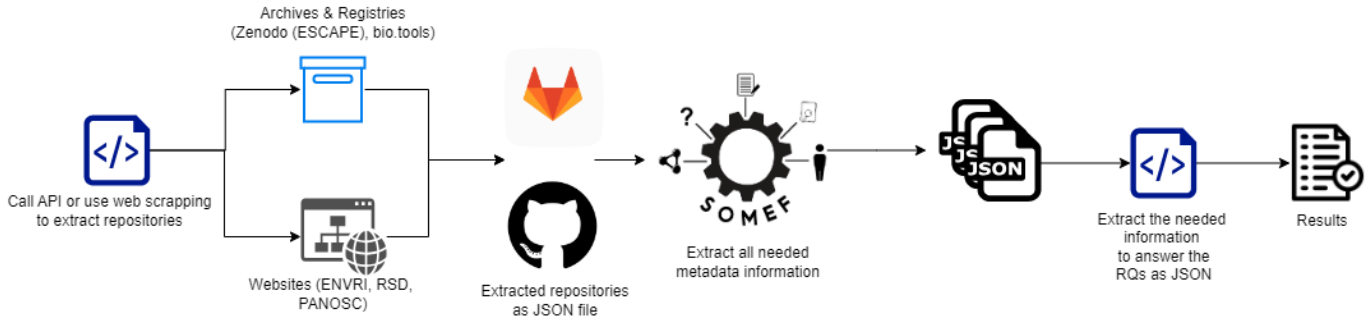 Archives & Registries
(Zenodo (ESCAPE), bio.tools)
</>
Call API or use web scrapping
to extract repositories
Websites (ENVRI, RSD,
PANOSC)
Extracted repositories
as JSON file
?
SOMEF
Extract all needed
metadata information
JS
JS
JSON
</>
Extract the needed
information
to answer the
RQs as JSON
Results